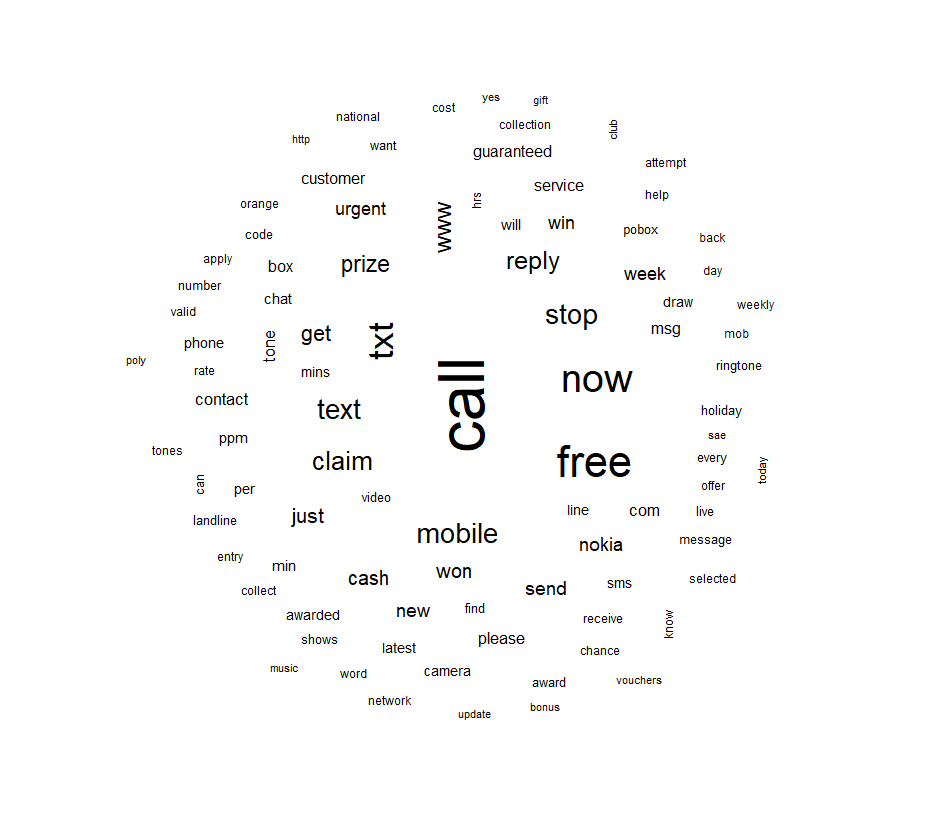 yes
gift
cost
national
collection
club
http
want
guaranteed
attempt
customer
service
help
hrs
orange
urgent
www
will
win
pobox
code
back
apply
box
prize
reply
week
day
number
chat
draw
weekly
valid
stop
msg
get
txt
mob
phone
tone
poly
rate
mins
now
ringtone
contact
text
call
holiday
ppm
sae
tones
claim
free
every
today
can
per
video
offer
landline
just
line
com
live
mobile
nokia
message
entry
min
cash
won
send
sms
selected
collect
awarded
new
find
receive
know
shows
latest
please
chance
music
word
camera
award
vouchers
network
update
bonus